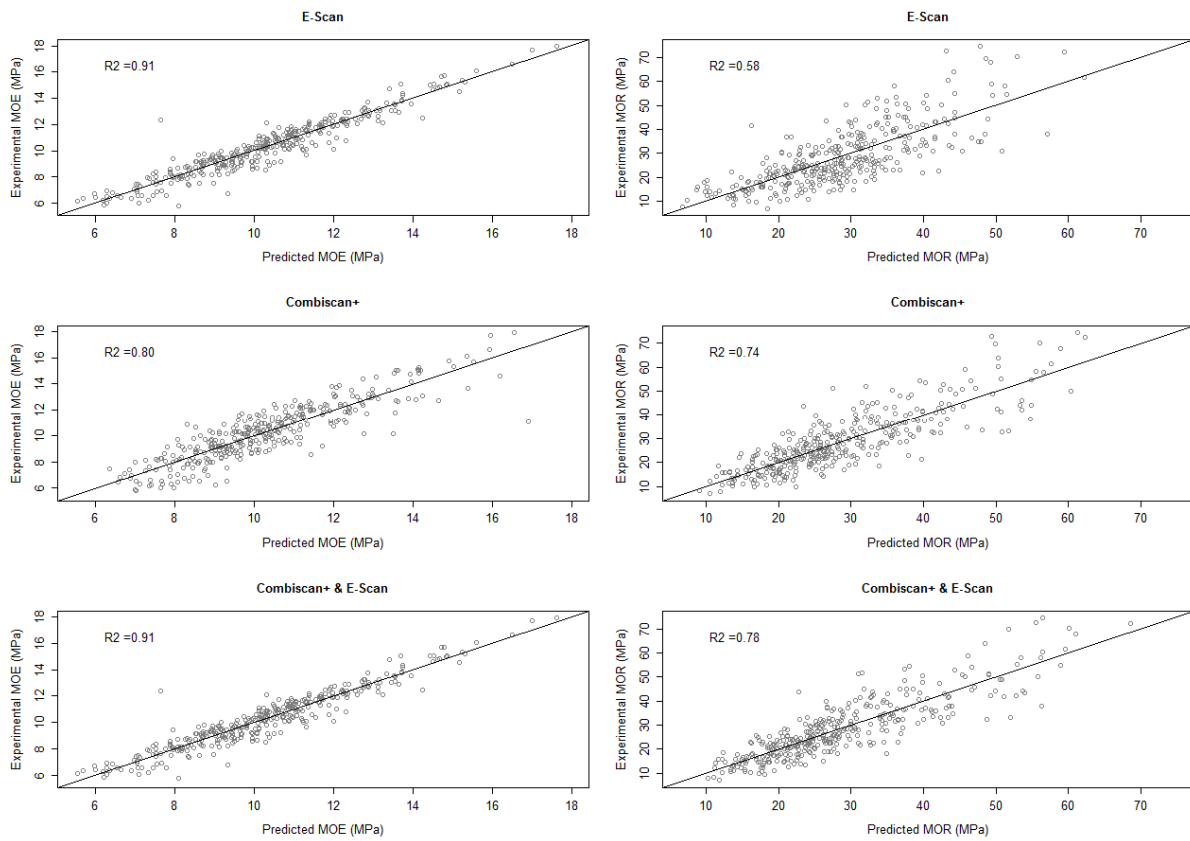 E-Scan
R2 =0.91
Experimental MOE (MPa)
6 8 10 12 14 16 18
6 8 10 12 14 16 18
Predicted MOE (MPa)
E-Scan
R2 =0.58
Experimental MOR (MPa)
10 20 30 40 50 60 70
10 20 30 40 50 60 70
Predicted MOR (MPa)
Combiscan+
R2 =0.80
Experimental MOE (MPa)
6 8 10 12 14 16 18
6 8 10 12 14 16 18
Predicted MOE (MPa)
Combiscan+
R2 =0.74
Experimental MOR (MPa)
10 20 30 40 50 60 70
10 20 30 40 50 60 70
Predicted MOR (MPa)
Combiscan+ & E-Scan
R2 =0.91
Experimental MOE (MPa)
6 8 10 12 14 16 18
6 8 10 12 14 16 18
Predicted MOE (MPa)
Combiscan+ & E-Scan
R2 =0.78
Experimental MOR (MPa)
10 20 30 40 50 60 70
10 20 30 40 50 60 70
Predicted MOR (MPa)